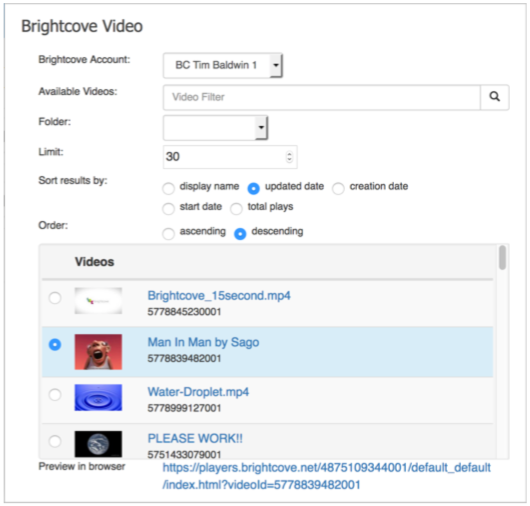 Brightcove Video
Brightcove Account: BC Tim Baldwin 1
Available Videos: Video Filter
Folder:
Limit: 30
Sort results by: display name updated date creation date
start date total plays
Order: ascending descending
Videos
Brightcove_15second.mp4
5778845230001
Man In Man by Sago
5778839482001
Water-Droplet.mp4
5778999127001
PLEASE WORK!!
5751433079001
Preview in browser https://players.brightcove.net/4875109344001/default_default
/index.html?videoId=5778839482001